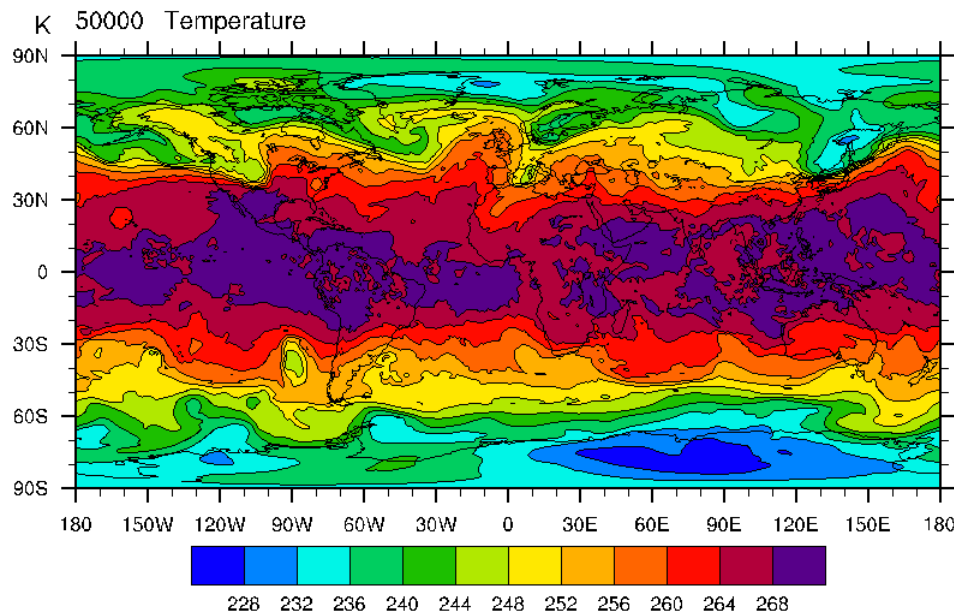 K 50000 Temperature
90N
60N
30N
0
30S
60S
90S
180 150W 120W 90W 60W 30W 0 30E 60E 90E 120E 150E 180
228 232 236 240 244 248 252 256 260 264 268